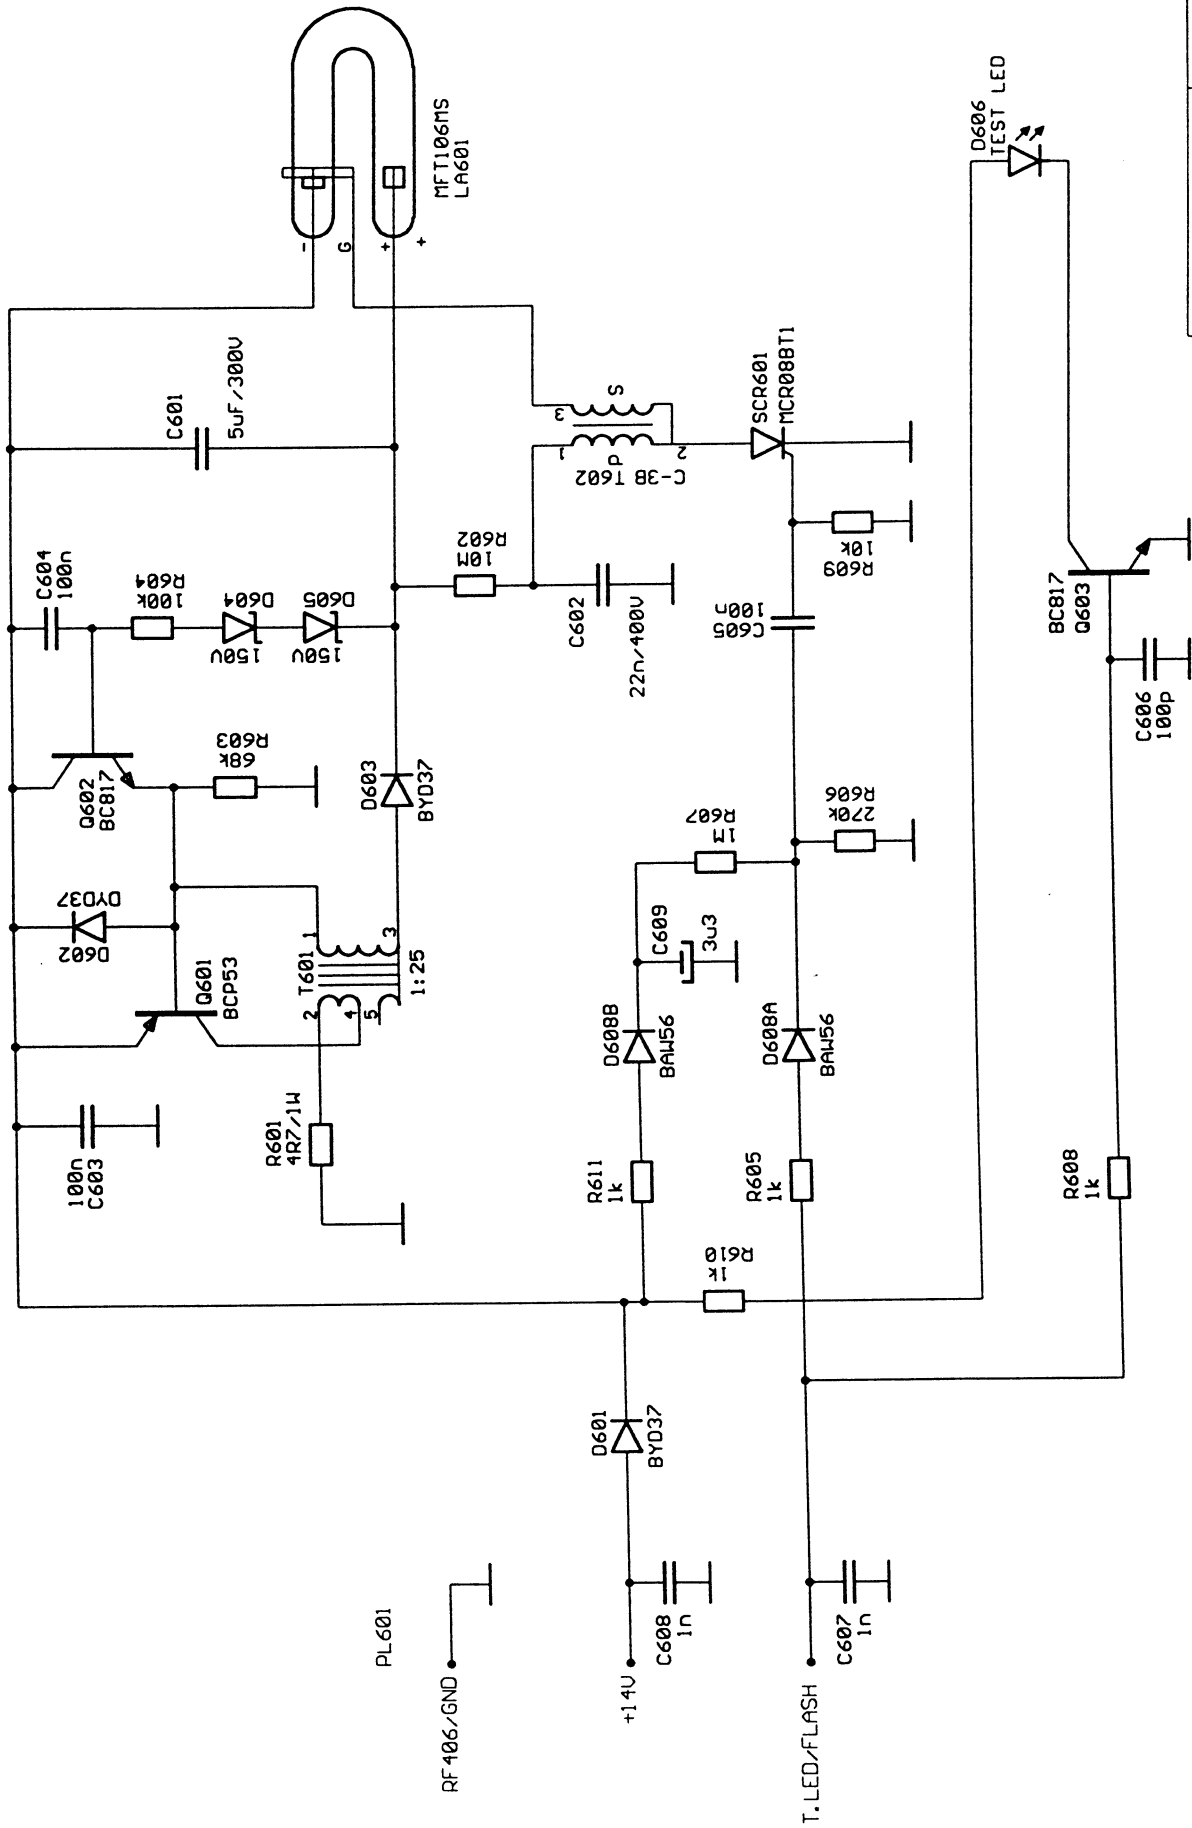 MFT106MS
LA601
-
G
+
+
D606
TEST LED
C601
5uF/300V
C604
100n
R604
100k
D604
150V
D605
150V
R602
10M
C602
22n/400V
1
P
2
3
S
C-3B T602
SCR601
MCR08BT1
R609
10k
C605
100n
BC817
Q603
C606
100p
Q602
BC817
R603
68k
D603
BYD37
DYD37
D602
Q601
BCP53
T601
1
3
2
4
5
1:25
R607
1M
R606
270k
C609
3u3
D608B
BAW56
D608A
BAW56
100n
C603
R601
4R7/1W
R611
1k
R605
1k
R610
1k
R608
1k
D601
BYD37
PL601
RF406/GND
+14V
C608
1n
T.LED/FLASH
C607
1n